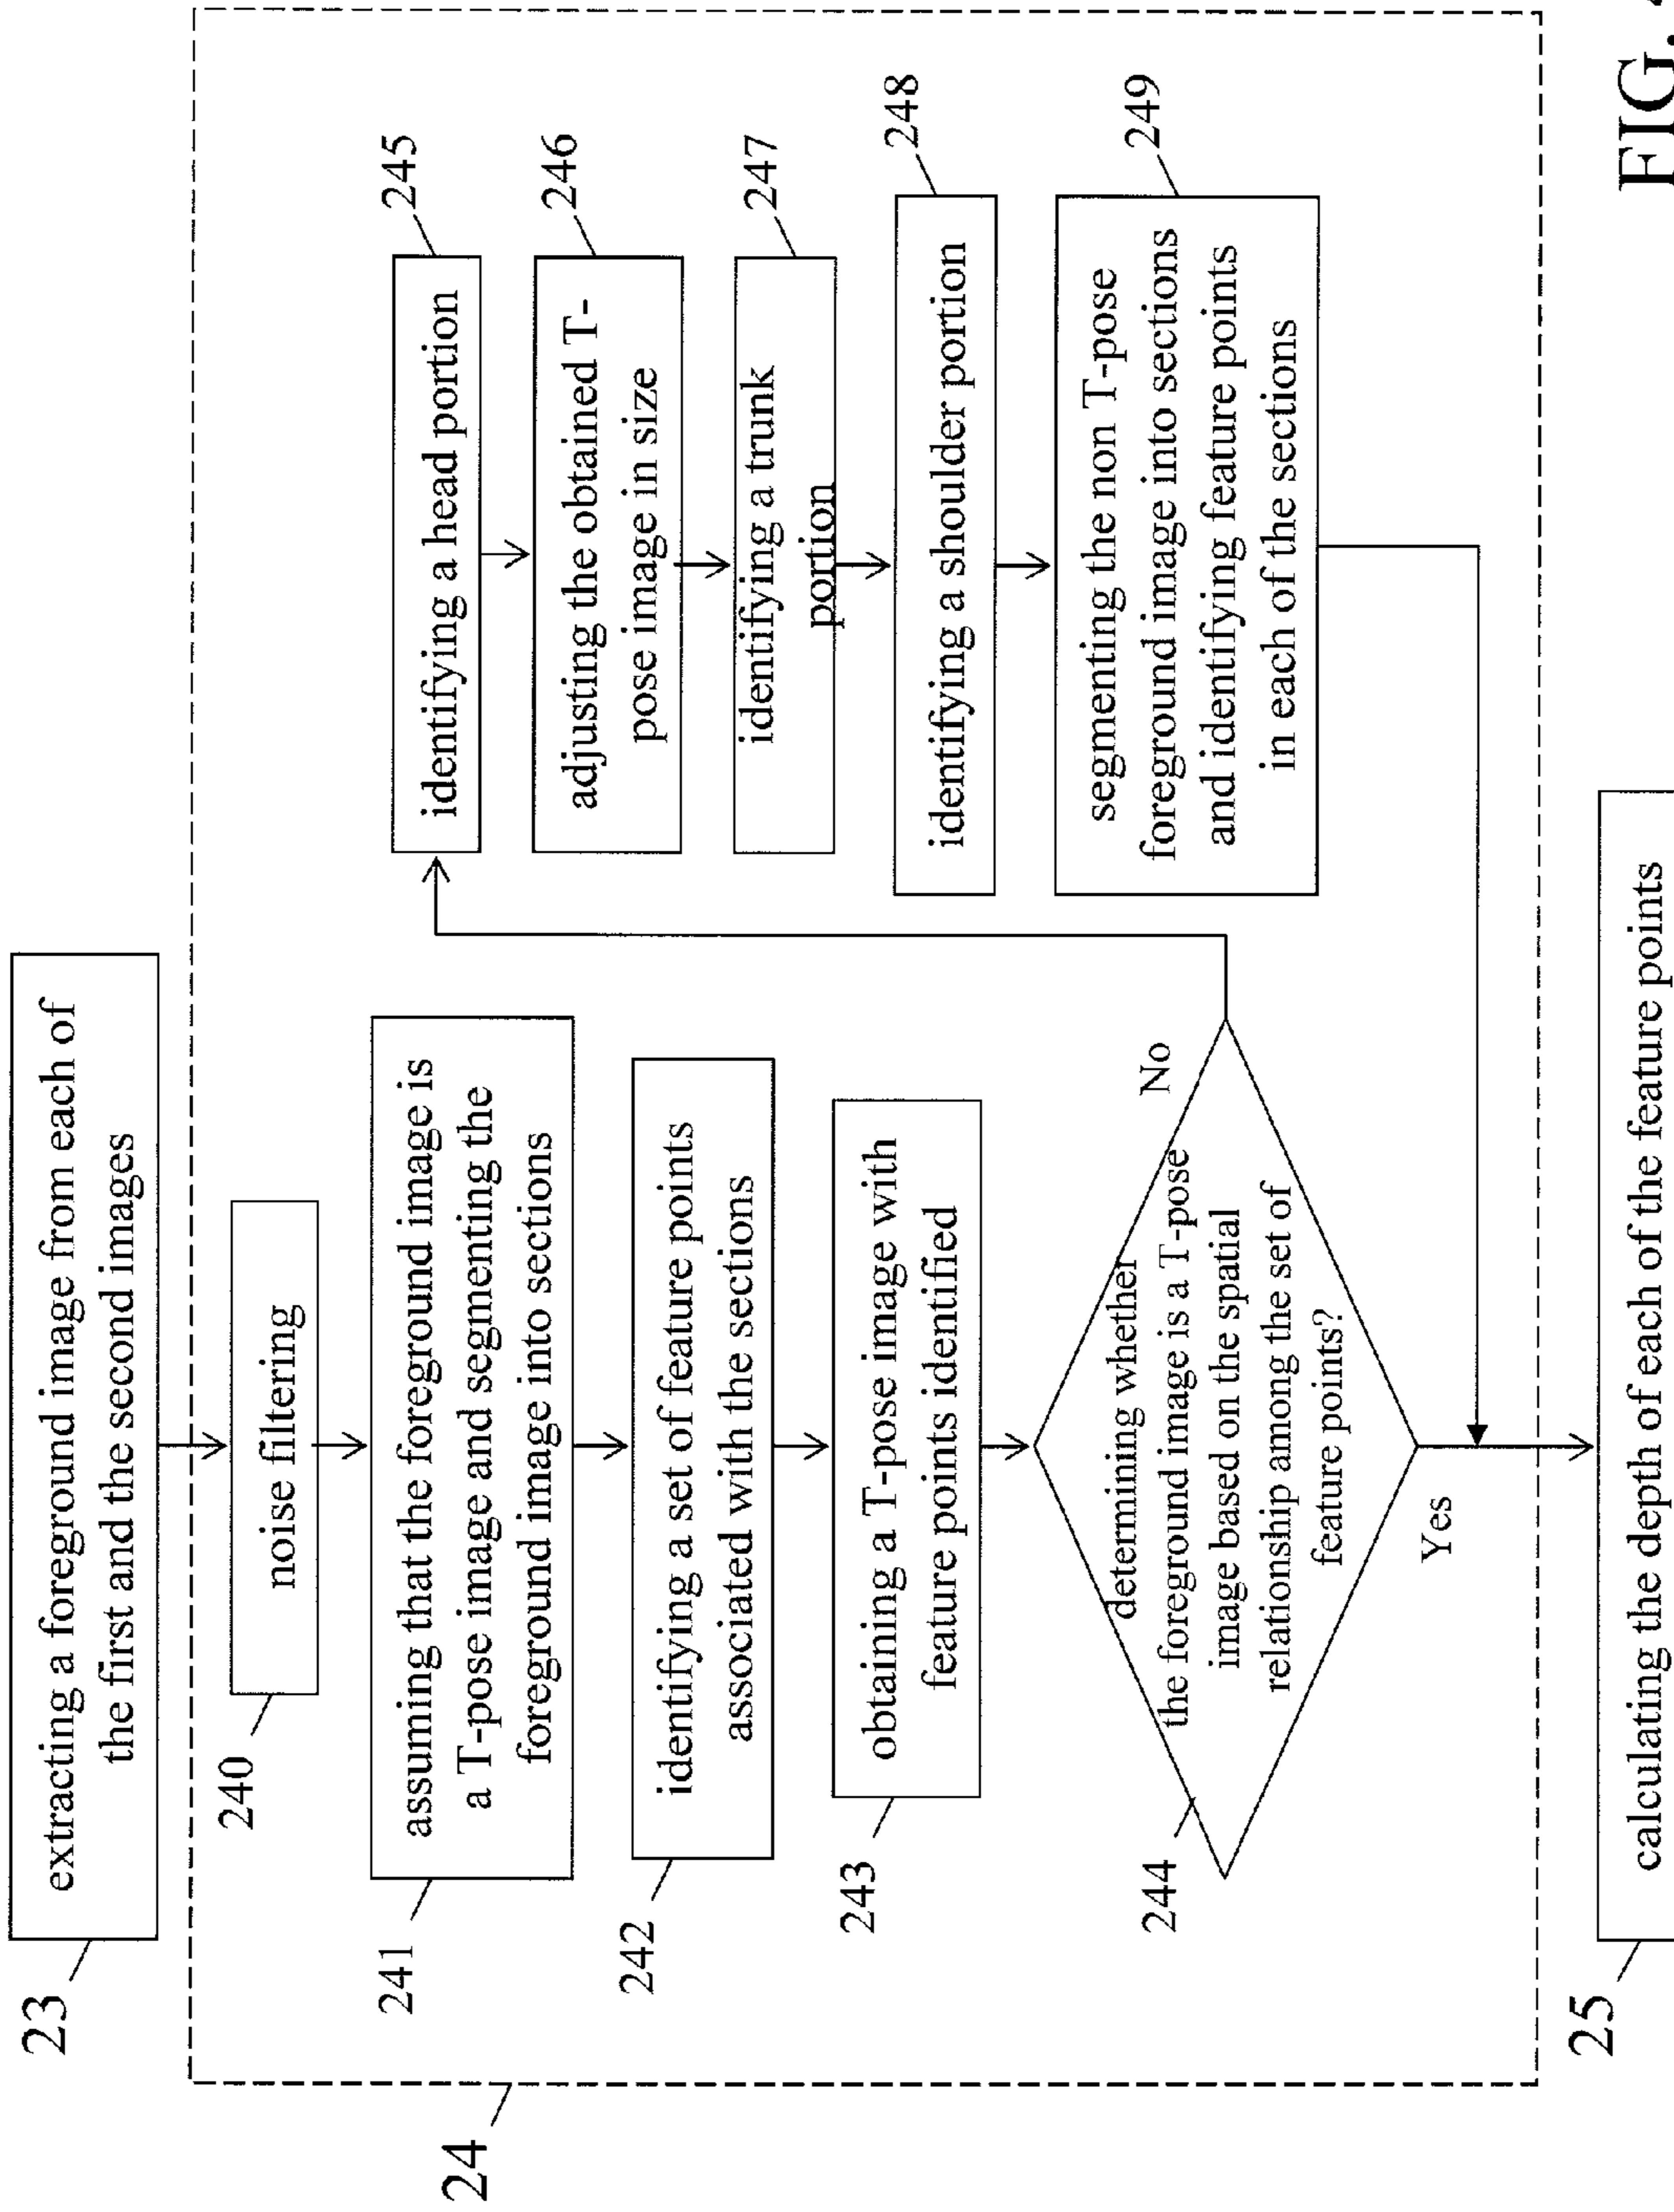 23
extracting a foreground image from each of
the first and the second images
24
240
noise filtering
241
assuming that the foreground image is
a T-pose image and segmenting the
foreground image into sections
242
identifying a set of feature points
associated with the sections
243
obtaining a T-pose image with
feature points identified
244
determining whether
the foreground image is a T-pose
image based on the spatial
relationship among the set of
feature points?
No
Yes
245
identifying a head portion
246
adjusting the obtained T-
pose image in size
247
identifying a trunk
portion
248
identifying a shoulder portion
249
segmenting the non T-pose
foreground image into sections
and identifying feature points
in each of the sections
25
calculating the depth of each of the feature points
FIG.